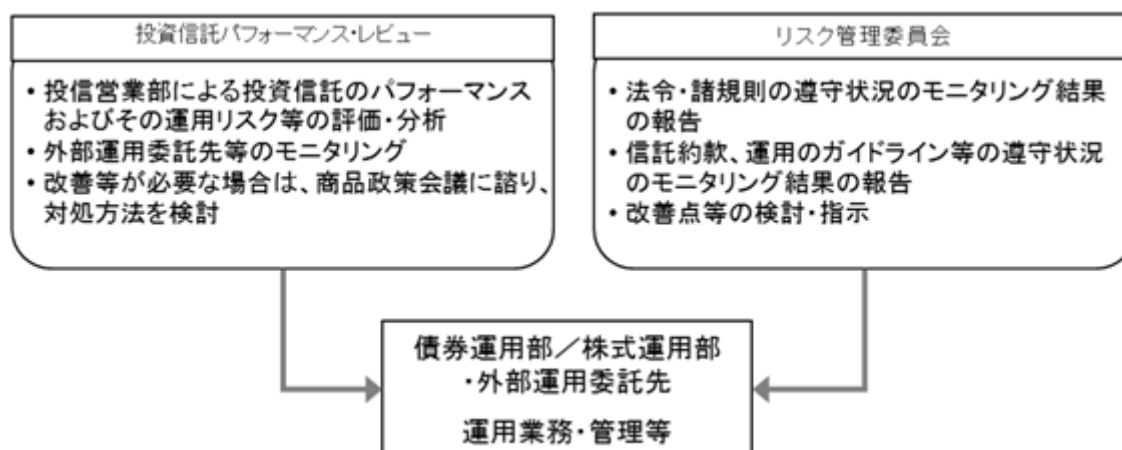 投資信託パフォーマンス・レビュー
・投信営業部による投資信託のパフォーマンス
およびその運用リスク等の評価・分析
・外部運用委託先等のモニタリング
・改善等が必要な場合は、商品政策会議に諮り、
対処方法を検討
リスク管理委員会
・法令・諸規則の遵守状況のモニタリング結果
の報告
・信託約款、運用のガイドライン等の遵守状況
のモニタリング結果の報告
・改善点等の検討・指示
債券運用部／株式運用部
・外部運用委託先
運用業務・管理等